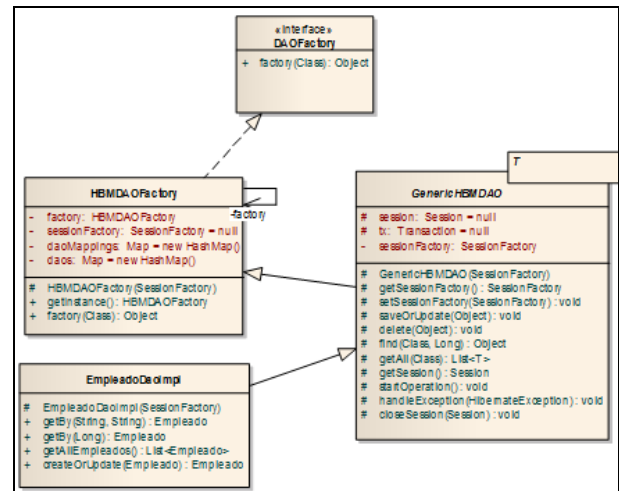 «interface»
DAOFactory
+ factory(Class): Object
HBMDAOFactory
- factory: HBMDAOFactory
- sessionFactory: SessionFactory = null
- daoMappings: Map = new HashMap()
- daos: Map = new HashMap()
# HBMDAOFactory(SessionFactory)
+ getInstance(): HBMDAOFactory
+ factory(Class): Object
-factory
T
GenericHBMDAO
# session: Session = null
# tx: Transaction = null
- sessionFactory: SessionFactory
# GenericHBMDAO(SessionFactory)
# getSessionFactory(): SessionFactory
# setSessionFactory(SessionFactory): void
# saveOrUpdate(Object): void
# delete(Object): void
# find(Class, Long): Object
# getAll(Class): List<T>
# getSession(): Session
# startOperation(): void
# handleException(HibernateException): void
# closeSession(Session): void
EmpleadoDaoImpl
# EmpleadoDaoImpl(SessionFactory)
+ getBy(String, String): Empleado
+ getBy(Long): Empleado
+ getAllEmpleados(): List<Empleado>
+ createOrUpdate(Empleado): Empleado